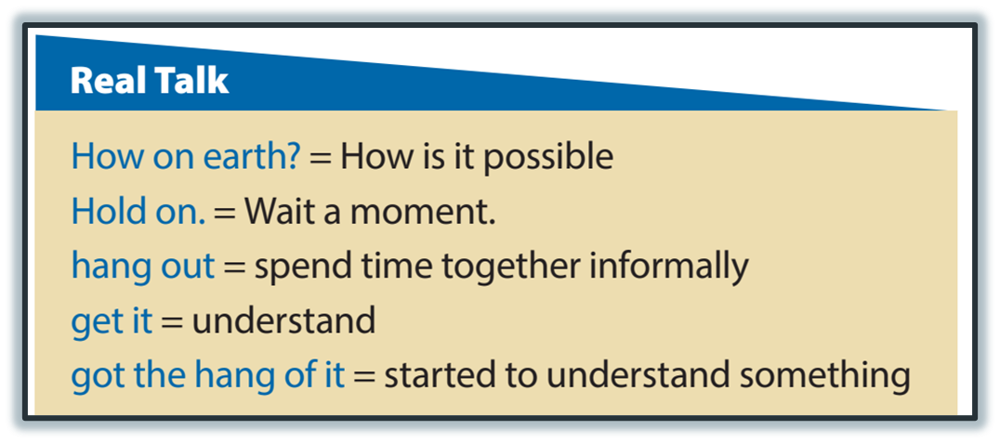 Real Talk
How on earth? = How is it possible
Hold on. = Wait a moment.
hang out = spend time together informally
get it = understand
got the hang of it = started to understand something